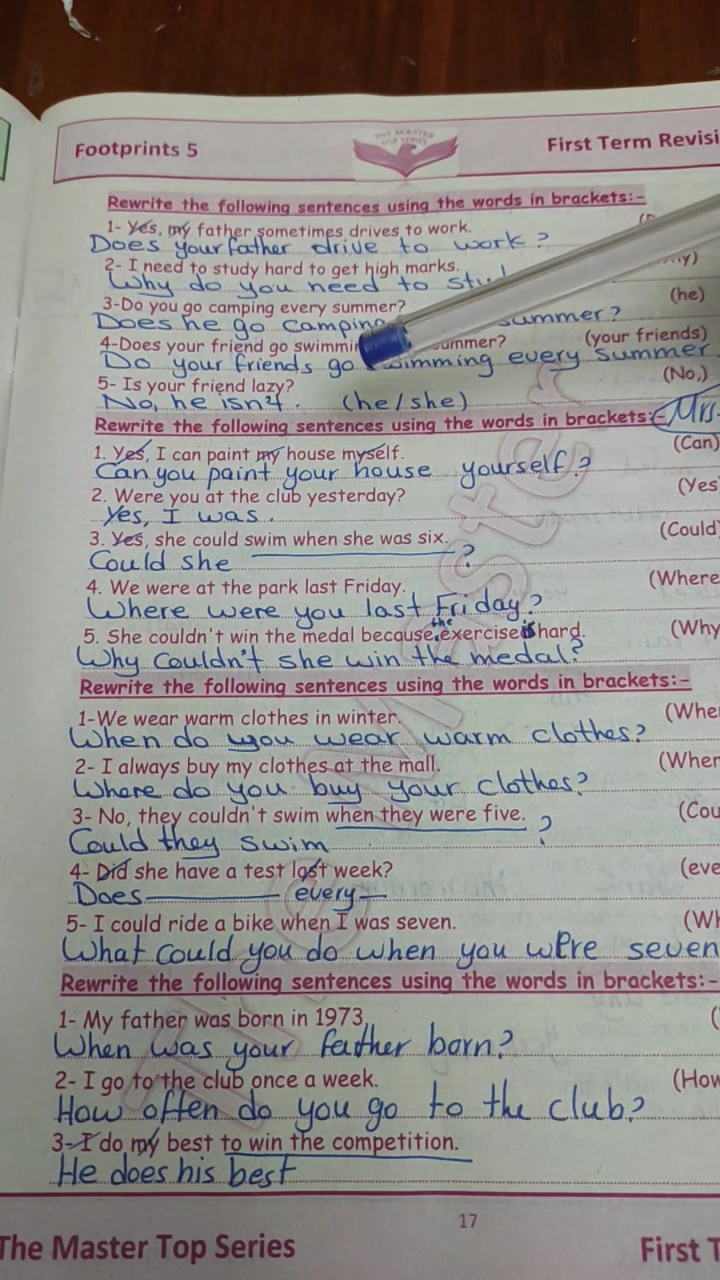 Footprints 5
THE MASTER
TOP SERIES
First Term Revisi
Rewrite the following sentences using the words in brackets:-
1- Yes, my father sometimes drives to work.
Does your father drive to work?
2- I need to study hard to get high marks.
Why do you need to stu
3-Do you go camping every summer? (he)
Does he go camping summer?
4-Does your friend go swimmi ummer? (your friends)
Do your friends go swimming every summer
5- Is your friend lazy? (No,)
No, he isn't. (he/she)
Rewrite the following sentences using the words in brackets:- Mrs.
1. Yes, I can paint my house myself. (Can)
Can you paint your house yourself?
2. Were you at the club yesterday? (Yes
Yes, I was.
3. Yes, she could swim when she was six. (Could)
Could she ?
4. We were at the park last Friday. (Where
Where were you last Friday?
5. She couldn't win the medal because the exercise is hard. (Why
Why couldn't she win the medal?
Rewrite the following sentences using the words in brackets:-
1-We wear warm clothes in winter. (Whe
When do you wear warm clothes?
2- I always buy my clothes at the mall. (Wher
Where do you buy your clothes?
3- No, they couldn't swim when they were five. (Cou
Could they swim ?
4- Did she have a test last week? (eve
Does every
5- I could ride a bike when I was seven. (Wh
What could you do when you were seven
Rewrite the following sentences using the words in brackets:-
1- My father was born in 1973. (
When was your father born?
2- I go to the club once a week. (How
How often do you go to the club?
3- I do my best to win the competition.
He does his best
17
The Master Top Series
First T
The Master